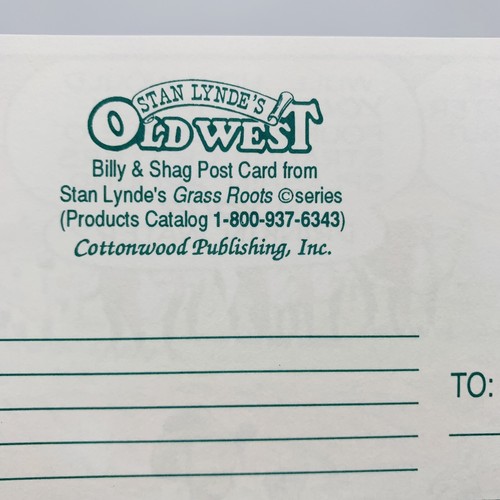 STAN LYNDE'S
OLD WEST
Billy & Shag Post Card from
Stan Lynde's Grass Roots ©series
(Products Catalog 1-800-937-6343)
Cottonwood Publishing, Inc.
TO: